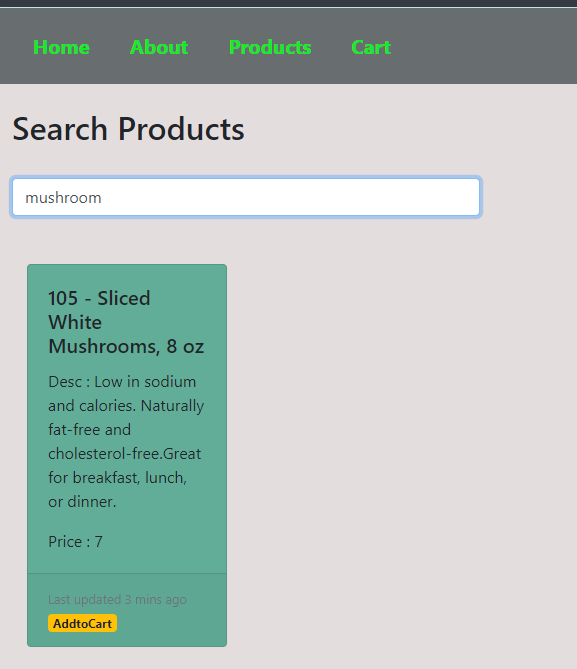 Home About Products Cart
Search Products
mushroom
105 - Sliced
White
Mushrooms, 8 oz
Desc : Low in sodium
and calories. Naturally
fat-free and
cholesterol-free.Great
for breakfast, lunch,
or dinner.
Price : 7
Last updated 3 mins ago
AddtoCart